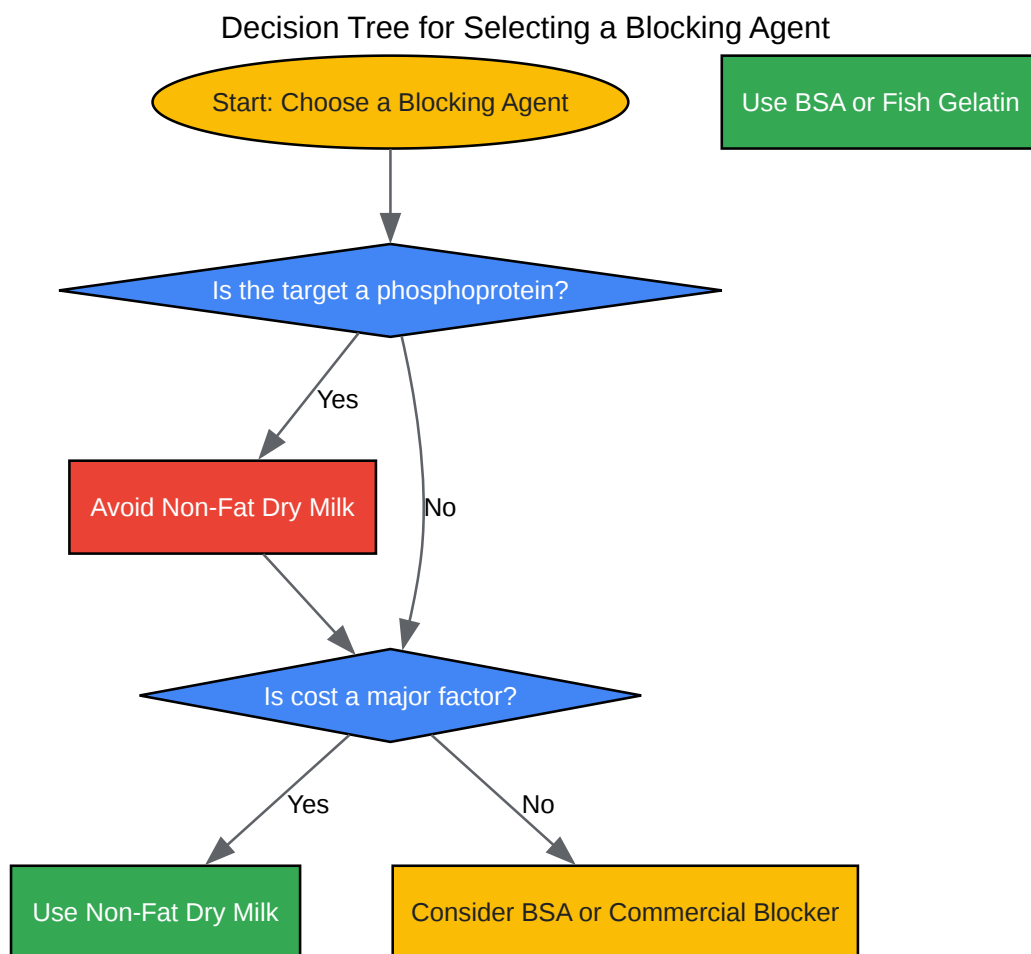 Decision Tree for Selecting a Blocking Agent
Start: Choose a Blocking Agent
Use BSA or Fish Gelatin
Is the target a phosphoprotein?
Yes
Avoid Non-Fat Dry Milk
No
Is cost a major factor?
Yes
No
Use Non-Fat Dry Milk
Consider BSA or Commercial Blocker